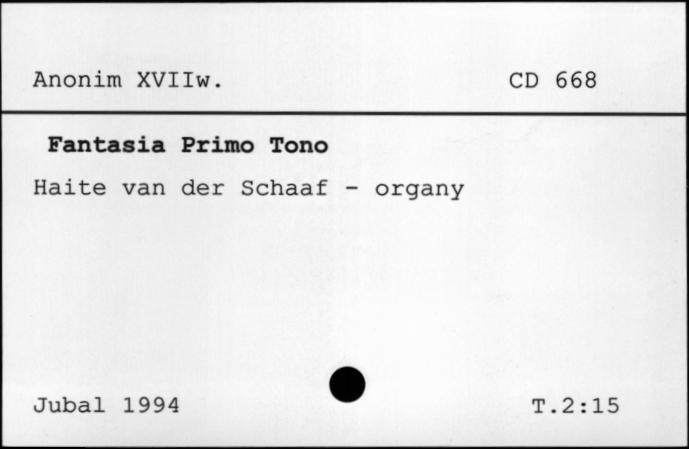 Anonim XVIIw. CD 668
Fantasia Primo Tono
Haite van der Schaaf - organy
Jubal 1994 T.2:15